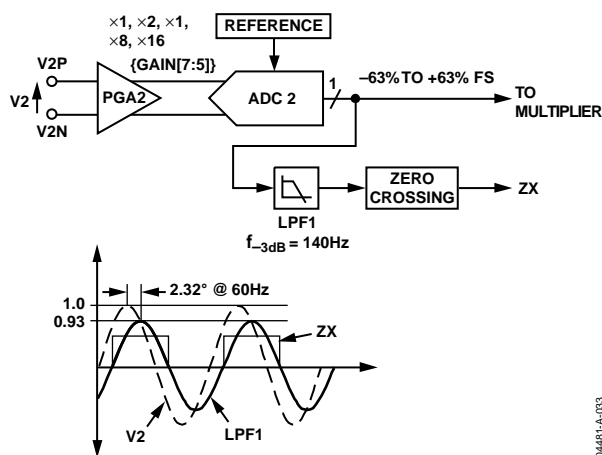 ×1, ×2, ×1,
×8, ×16
{GAIN[7:5]}
REFERENCE
V2P
V2
V2N
PGA2
ADC 2
1
–63% TO +63% FS
TO
MULTIPLIER
LPF1
f–3dB = 140Hz
ZERO
CROSSING
ZX
2.32° @ 60Hz
1.0
0.93
ZX
V2
LPF1
04481-A-033